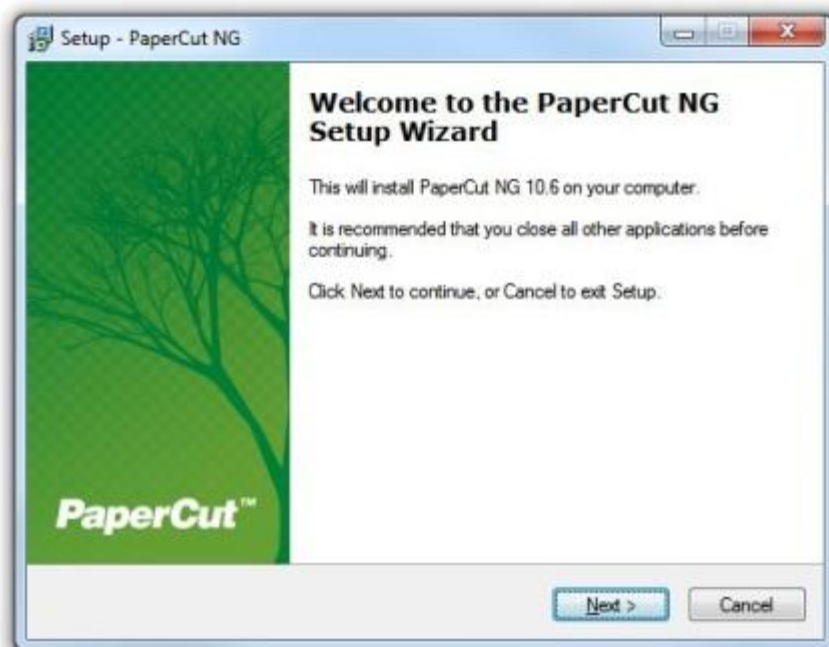 Setup - PaperCut NG
Welcome to the PaperCut NG
Setup Wizard
This will install PaperCut NG 10.6 on your computer.
It is recommended that you close all other applications before
continuing.
Click Next to continue, or Cancel to exit Setup.
PaperCut™
Next >
Cancel